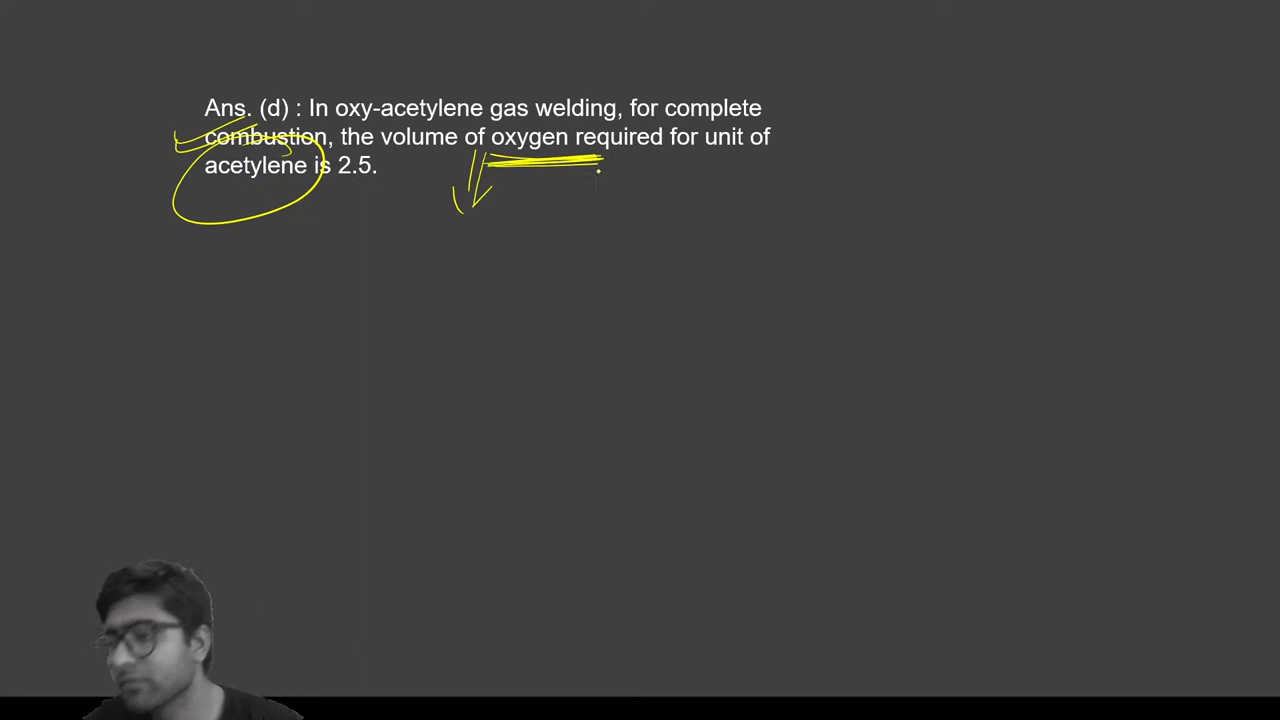 Ans. (d) : In oxy-acetylene gas welding, for complete
combustion, the volume of oxygen required for unit of
acetylene is 2.5.